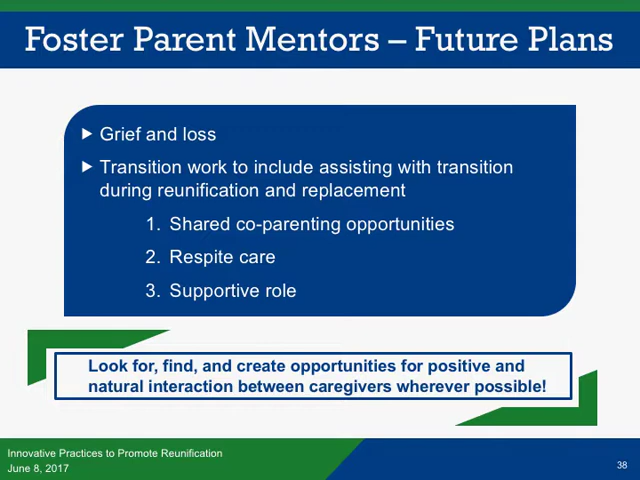 Foster Parent Mentors – Future Plans
Grief and loss
Transition work to include assisting with transition
during reunification and replacement
1. Shared co-parenting opportunities
2. Respite care
3. Supportive role
Look for, find, and create opportunities for positive and
natural interaction between caregivers wherever possible!
Innovative Practices to Promote Reunification
June 8, 2017
38